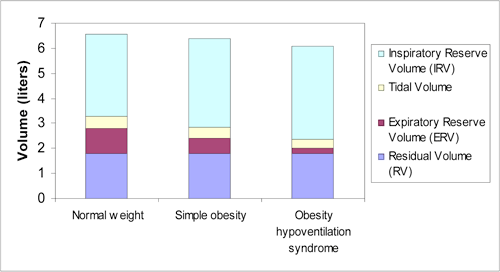 7
6
5
4
3
2
1
0
Volume (liters)
Normal weight
Simple obesity
Obesity
hypoventilation
syndrome
Inspiratory Reserve
Volume (IRV)
Tidal Volume
Expiratory Reserve
Volume (ERV)
Residual Volume
(RV)